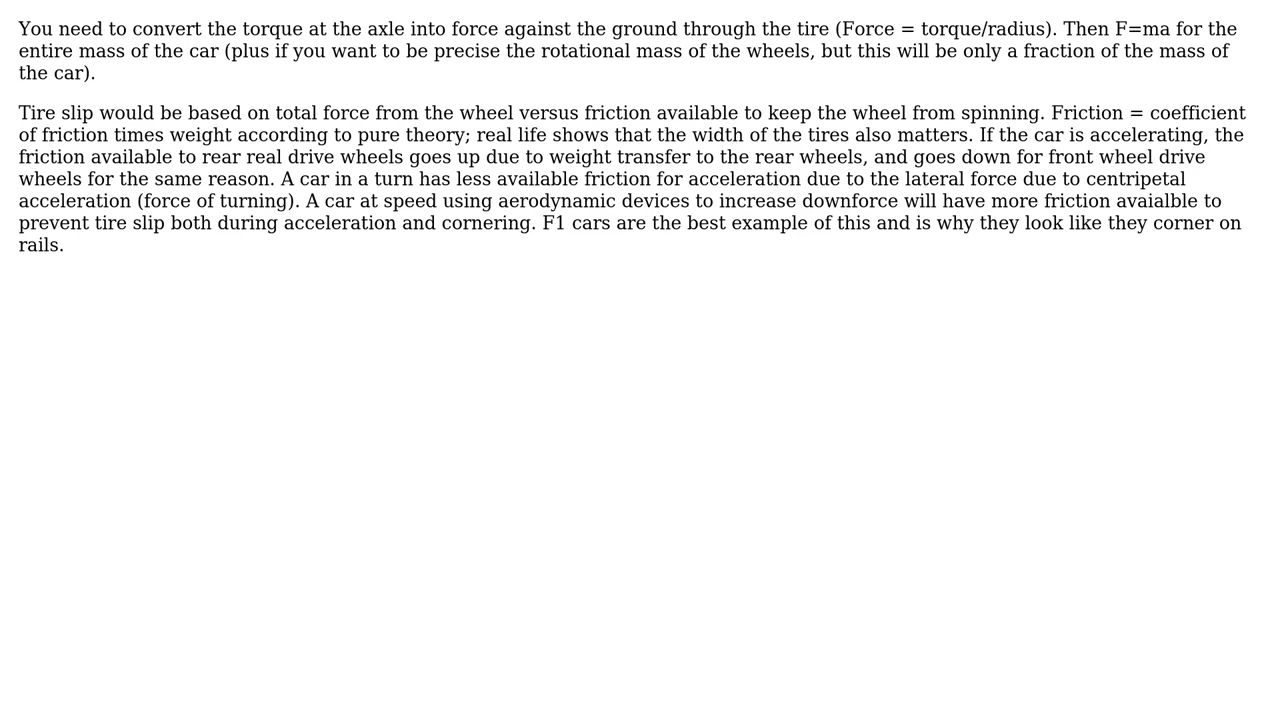 You need to convert the torque at the axle into force against the ground through the tire (Force = torque/radius). Then F=ma for the
entire mass of the car (plus if you want to be precise the rotational mass of the wheels, but this will be only a fraction of the mass of
the car).
Tire slip would be based on total force from the wheel versus friction available to keep the wheel from spinning. Friction = coefficient
of friction times weight according to pure theory; real life shows that the width of the tires also matters. If the car is accelerating, the
friction available to rear real drive wheels goes up due to weight transfer to the rear wheels, and goes down for front wheel drive
wheels for the same reason. A car in a turn has less available friction for acceleration due to the lateral force due to centripetal
acceleration (force of turning). A car at speed using aerodynamic devices to increase downforce will have more friction avaialble to
prevent tire slip both during acceleration and cornering. F1 cars are the best example of this and is why they look like they corner on
rails.